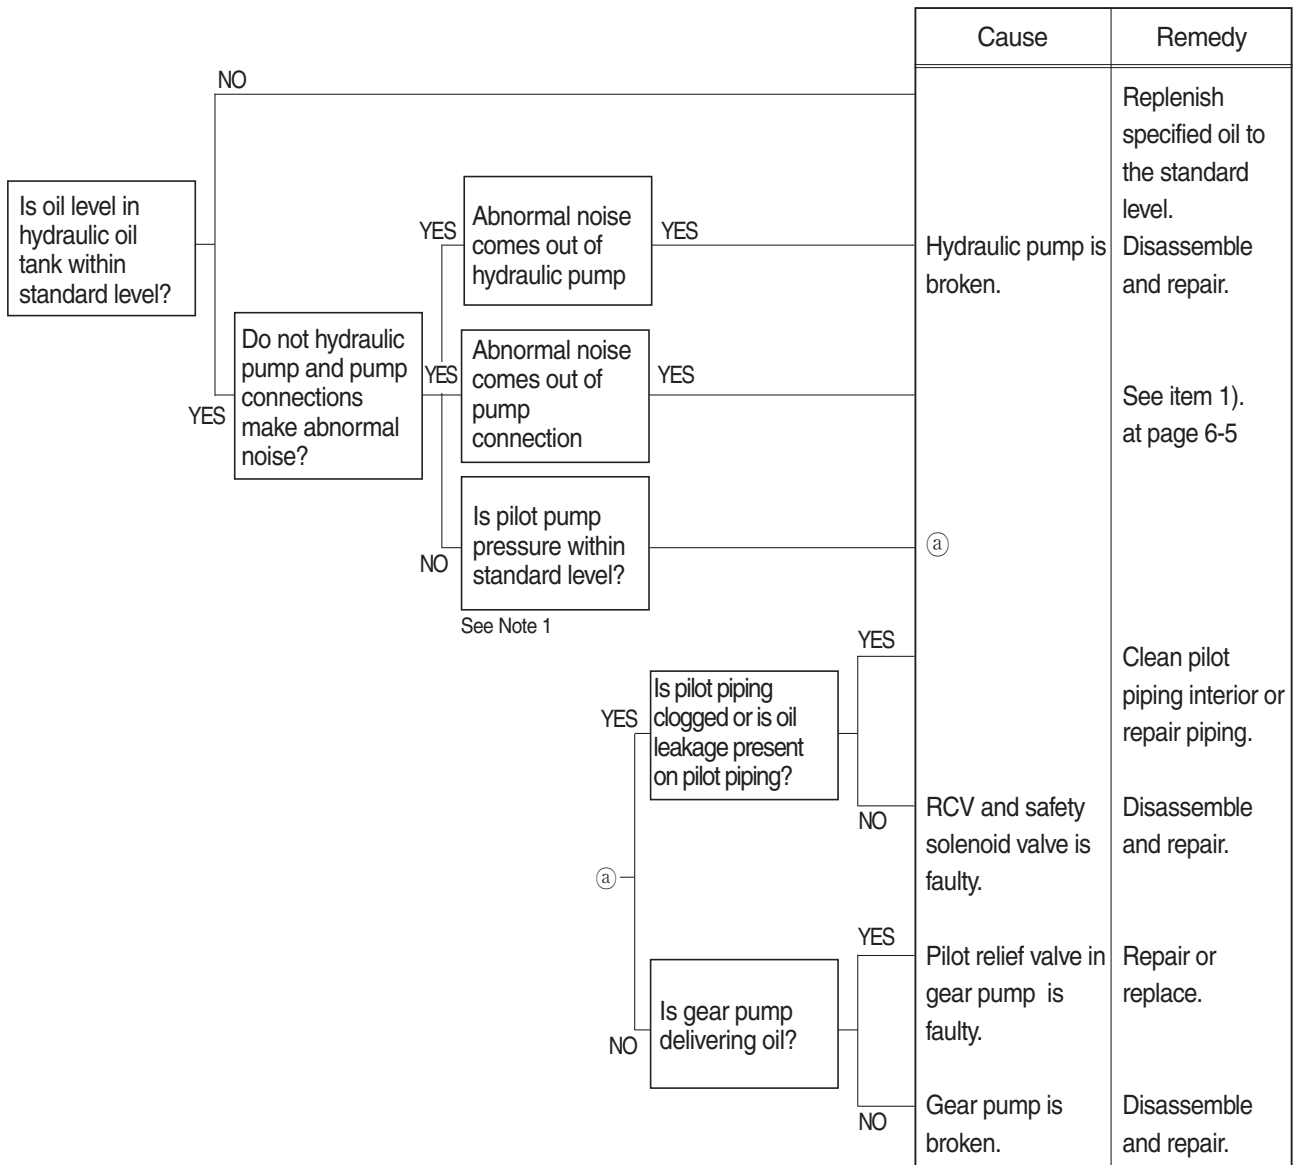 Cause
Remedy
NO
Replenish
specified oil to
the standard
level.
Is oil level in
hydraulic oil
tank within
standard level?
YES
Do not hydraulic
pump and pump
connections
make abnormal
noise?
YES
Abnormal noise
comes out of
hydraulic pump
YES
Hydraulic pump is
broken.
Disassemble
and repair.
YES
Abnormal noise
comes out of
pump
connection
YES
See item 1).
at page 6-5
NO
Is pilot pump
pressure within
standard level?
See Note 1
ⓐ
ⓐ
YES
Is pilot piping
clogged or is oil
leakage present
on pilot piping?
YES
Clean pilot
piping interior or
repair piping.
NO
RCV and safety
solenoid valve is
faulty.
Disassemble
and repair.
NO
Is gear pump
delivering oil?
YES
Pilot relief valve in
gear pump is
faulty.
Repair or
replace.
NO
Gear pump is
broken.
Disassemble
and repair.